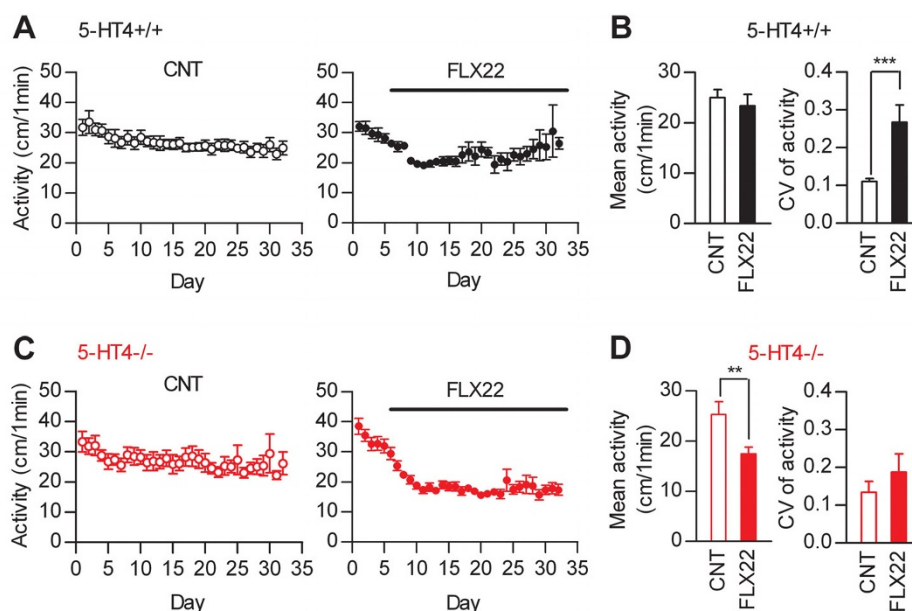 A 5-HT4+/+
CNT
Activity (cm/1min)
50
40
30
20
10
0
0 5 10 15 20 25 30 35
Day
FLX22
50
40
30
20
10
0
0 5 10 15 20 25 30 35
Day
B 5-HT4+/+
Mean activity
(cm/1min)
30
20
10
0
CNT
FLX22
CV of activity
0.4
0.3
0.2
0.1
0.0
***
CNT
FLX22
C 5-HT4-/-
CNT
Activity (cm/1min)
50
40
30
20
10
0
0 5 10 15 20 25 30 35
Day
FLX22
50
40
30
20
10
0
0 5 10 15 20 25 30 35
Day
D 5-HT4-/-
Mean activity
(cm/1min)
30
20
10
0
**
CNT
FLX22
CV of activity
0.4
0.3
0.2
0.1
0.0
CNT
FLX22